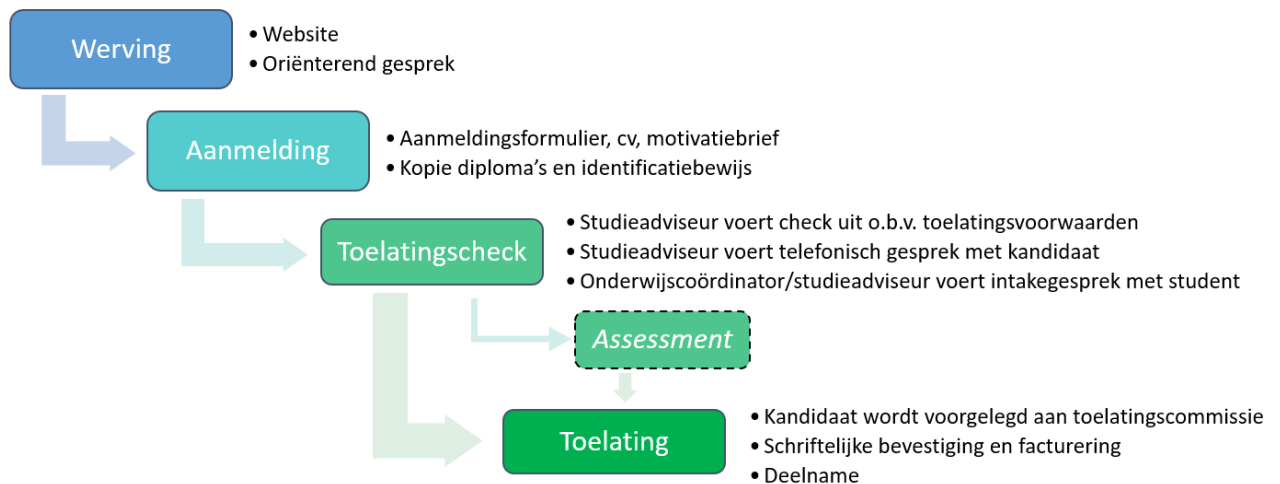 Werving
• Website
• Oriënterend gesprek
Aanmelding
• Aanmeldingsformulier, cv, motivatiebrief
• Kopie diploma’s en identificatiebewijs
Toelatingscheck
• Studieadviseur voert check uit o.b.v. toelatingsvoorwaarden
• Studieadviseur voert telefonisch gesprek met kandidaat
• Onderwijscoördinator/studieadviseur voert intakegesprek met student
Assessment
Toelating
• Kandidaat wordt voorgelegd aan toelatingscommissie
• Schriftelijke bevestiging en facturering
• Deelname